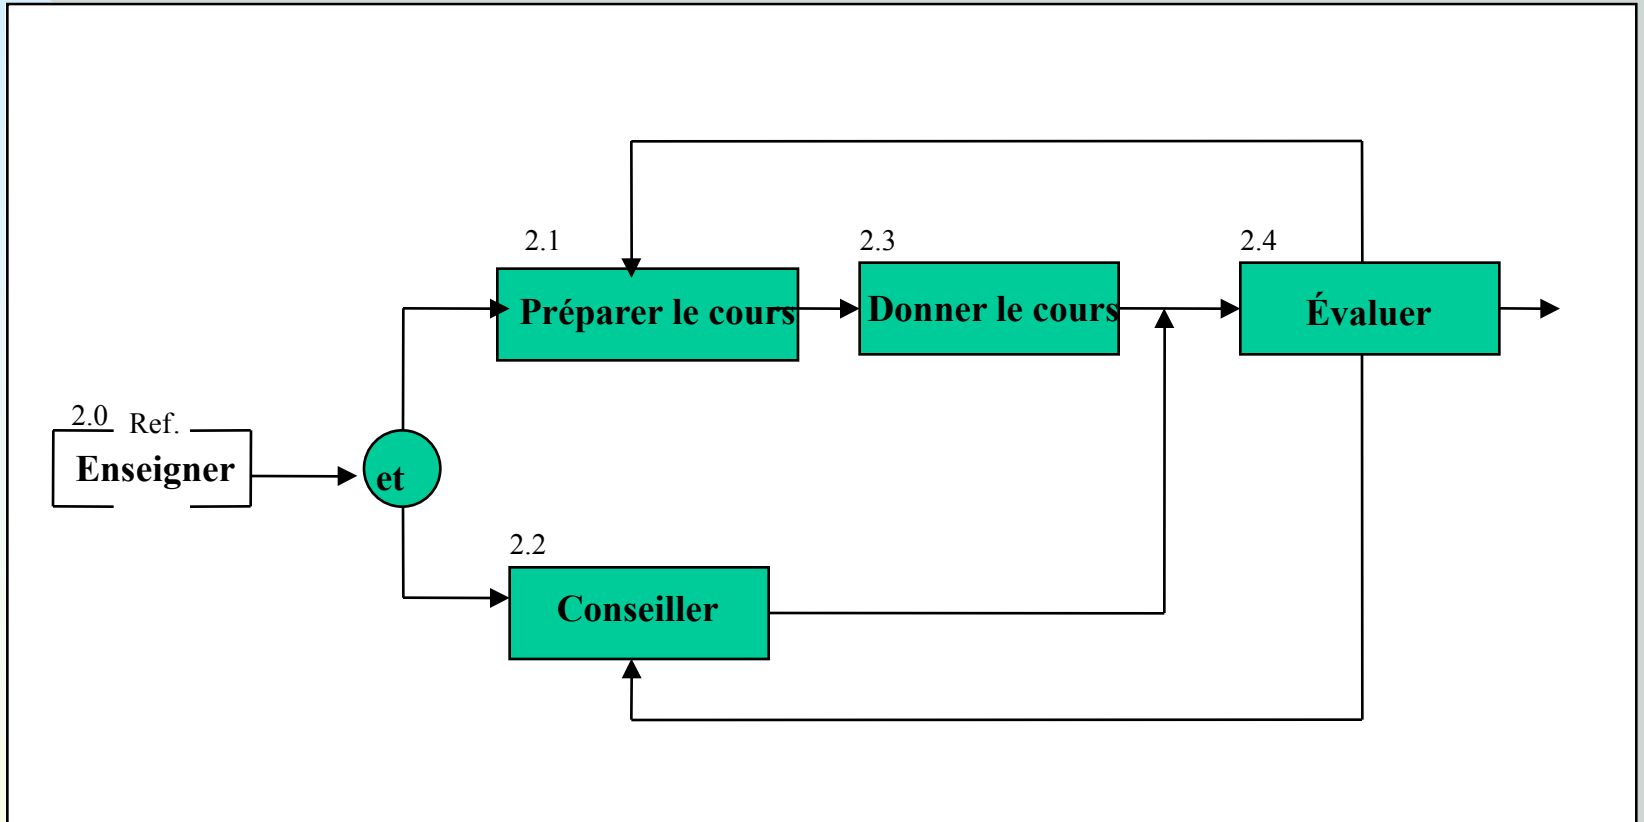 2.1
Préparer le cours
2.3
Donner le cours
2.4
Évaluer
2.0 Ref.
Enseigner
et
2.2
Conseiller